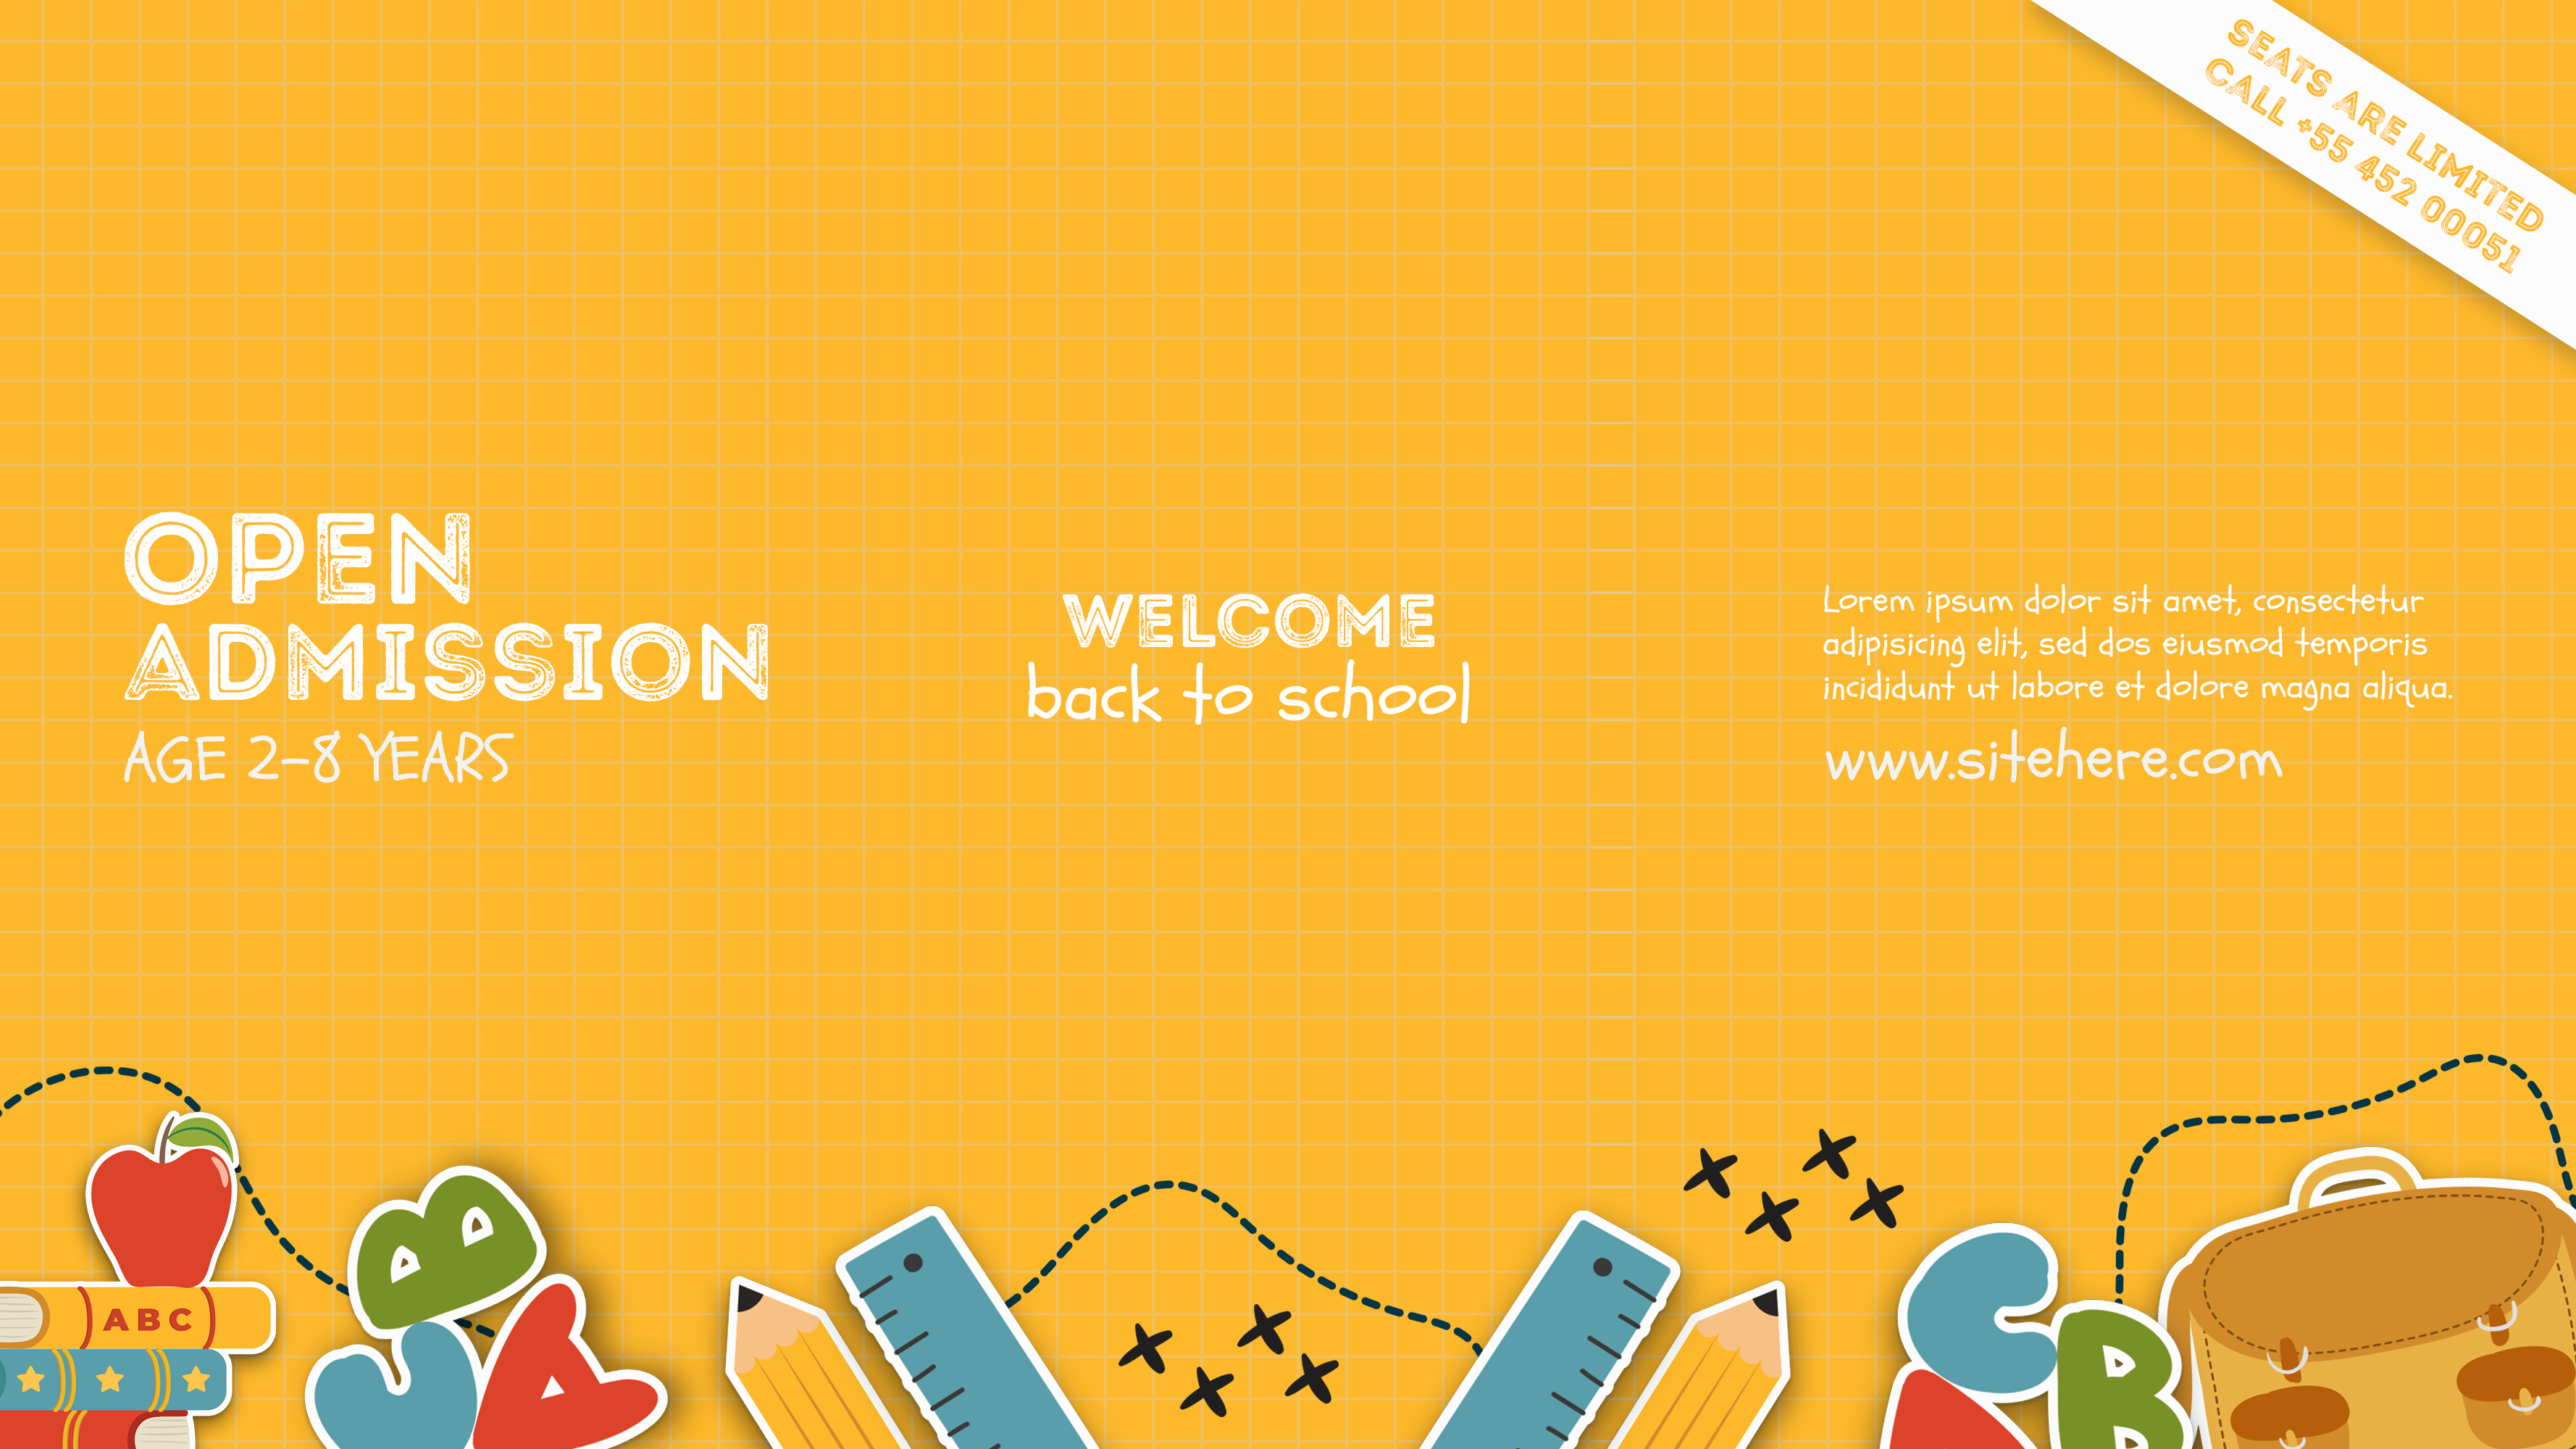 SEATS ARE LIMITED
CALL +55 452 00051
OPEN
ADMISSION
AGE 2-8 YEARS
WELCOME
back to school
Lorem ipsum dolor sit amet, consectetur
adipisicing elit, sed dos eiusmod temporis
incididunt ut labore et dolore magna aliqua.
www.sitehere.com
ABC
B
C
A
C
B